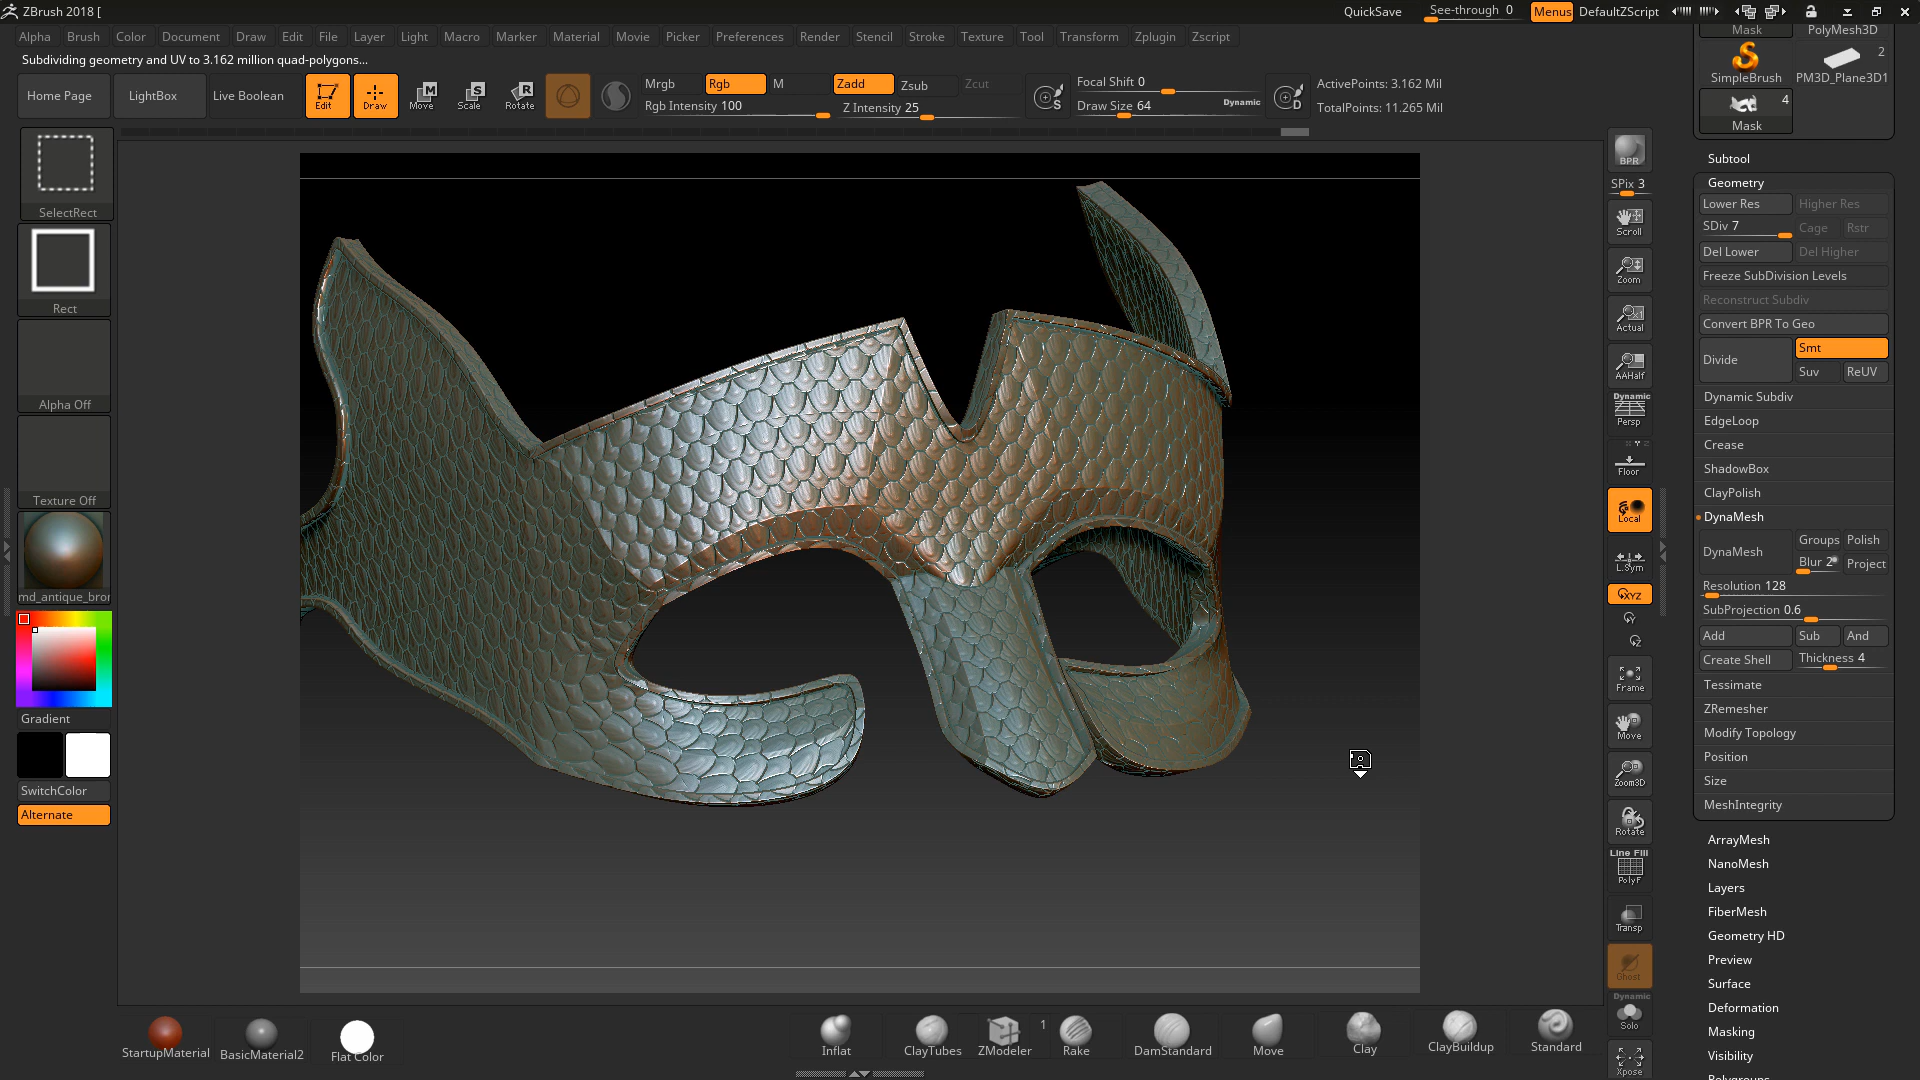 ZBrush 2018 [
QuickSave See-through 0 Menus DefaultZScript
Alpha Brush Color Document Draw Edit File Layer Light Macro Marker Material Movie Picker Preferences Render Stencil Stroke Texture Tool Transform Zplugin Zscript
Subdividing geometry and UV to 3.162 million quad-polygons...
Home Page LightBox Live Boolean Edit Draw Move Scale Rotate
M S R
Mrgb Rgb M Zadd Zsub Zcut
Rgb Intensity 100 Z Intensity 25
Focal Shift 0
Draw Size 64 Dynamic
S D
ActivePoints: 3.162 Mil
TotalPoints: 11.265 Mil
SelectRect
Rect
Alpha Off
Texture Off
md_antique_bror
Gradient
SwitchColor
Alternate
BPR
SPix 3
Scroll
Zoom
Actual
AAHalf
Dynamic
Persp
Floor
Local
L.Sym
XYZ
Y
Z
Frame
Move
Zoom3D
Rotate
Line Fill
PolyF
Transp
Ghost
Dynamic
Solo
Xpose
Mask PolyMesh3D
SimpleBrush PM3D_Plane3D1
2
4
Mask
Subtool
Geometry
Lower Res Higher Res
SDiv 7 Cage Rstr
Del Lower Del Higher
Freeze SubDivision Levels
Reconstruct Subdiv
Convert BPR To Geo
Divide Smt
Suv ReUV
Dynamic Subdiv
EdgeLoop
Crease
ShadowBox
ClayPolish
DynaMesh
DynaMesh Groups Polish
Blur 2 Project
Resolution 128
SubProjection 0.6
Add Sub And
Create Shell Thickness 4
Tessimate
ZRemesher
Modify Topology
Position
Size
MeshIntegrity
ArrayMesh
NanoMesh
Layers
FiberMesh
Geometry HD
Preview
Surface
Deformation
Masking
Visibility
Polygroups
StartupMaterial BasicMaterial2 Flat Color
Inflat ClayTubes ZModeler 1 Rake DamStandard Move Clay ClayBuildup Standard